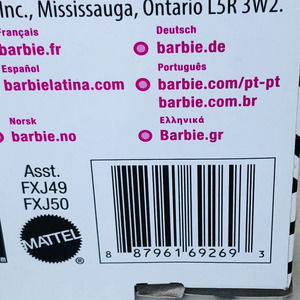 Inc., Mississauga, Ontario L5R 3W2.
Français
barbie.fr
Deutsch
barbie.de
Español
barbielatina.com
Português
barbie.com/pt-pt
barbie.com.br
Norsk
barbie.no
Ελληνικά
Barbie.gr
Asst.
FXJ49
FXJ50
MATTEL
8 87961 69269 3